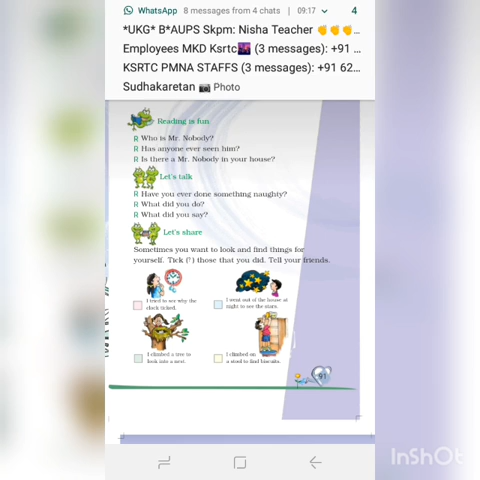 WhatsApp 8 messages from 4 chats | 09:17 4
*UKG* B*AUPS Skpm: Nisha Teacher 👏👏👏...
Employees MKD Ksrtc🌆 (3 messages): +91 ...
KSRTC PMNA STAFFS (3 messages): +91 62...
Sudhakaretan 📷 Photo
Reading is fun
R Who is Mr. Nobody?
R Has anyone ever seen him?
R Is there a Mr. Nobody in your house?
Let's talk
R Have you ever done something naughty?
R What did you do?
R What did you say?
Let's share
Sometimes you want to look and find things for
yourself. Tick (?) those that you did. Tell your friends.
I tried to see why the
clock ticked.
I went out of the house at
night to see the stars.
I climbed a tree to
look into a nest.
I climbed on
a stool to find biscuits.
91
InShOt